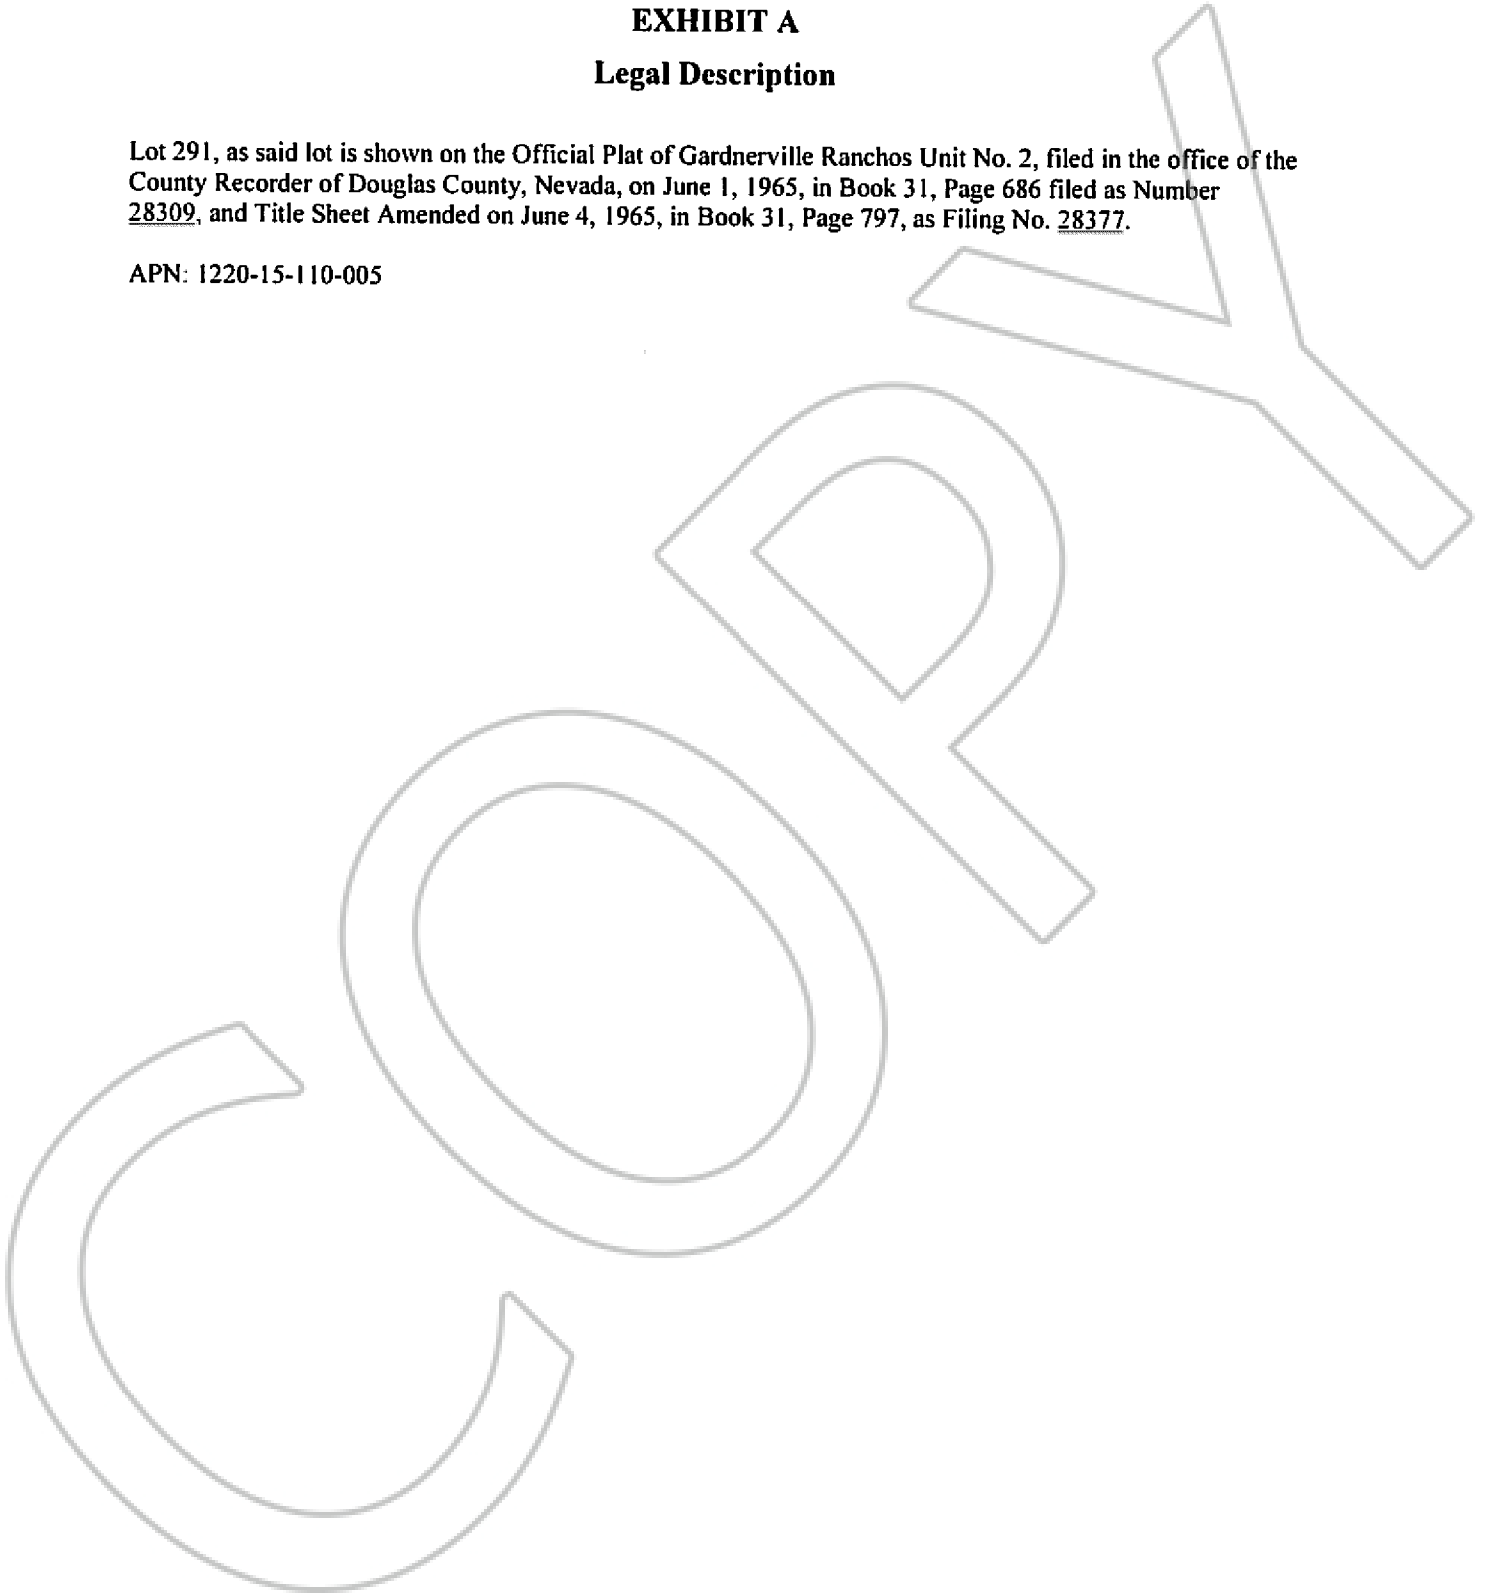 EXHIBIT A
Legal Description
Lot 291, as said lot is shown on the Official Plat of Gardnerville Ranchos Unit No. 2, filed in the office of the
County Recorder of Douglas County, Nevada, on June 1, 1965, in Book 31, Page 686 filed as Number
28309, and Title Sheet Amended on June 4, 1965, in Book 31, Page 797, as Filing No. 28377.
APN: 1220-15-110-005
COPY